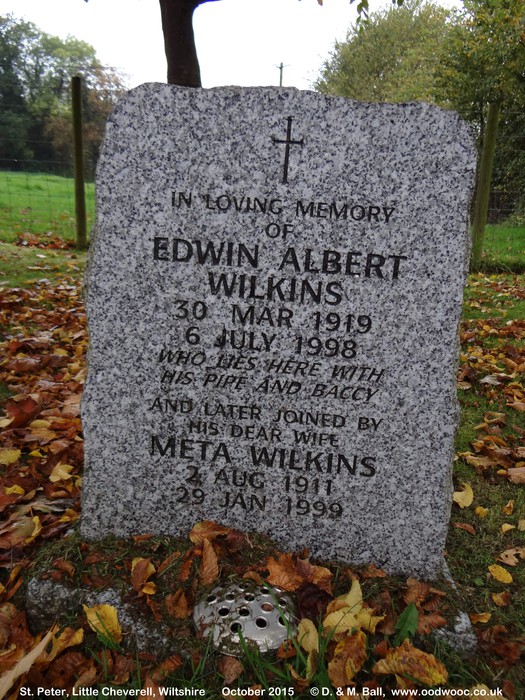 IN LOVING MEMORY
OF
EDWIN ALBERT
WILKINS
30 MAR 1919
6 JULY 1998
WHO LIES HERE WITH
HIS PIPE AND BACCY
AND LATER JOINED BY
HIS DEAR WIFE
META WILKINS
2 AUG 1911
29 JAN 1999
St. Peter, Little Cheverell, Wiltshire October 2015 © D. & M. Ball, www.oodwooc.co.uk